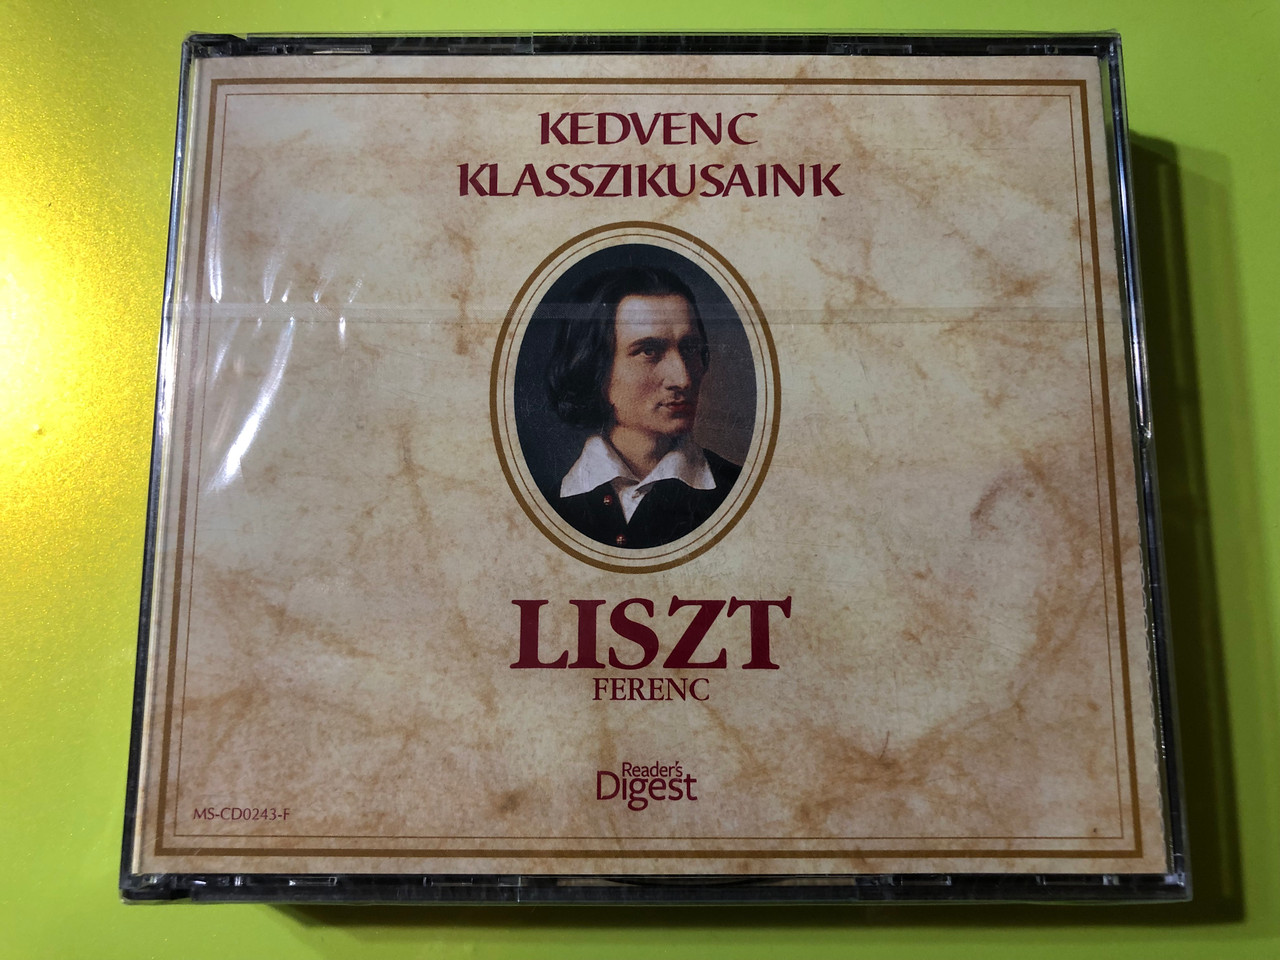 KEDVENC
KLASSZIKUSAINK
LISZT
FERENC
Reader's
Digest
MS-CD0243-F